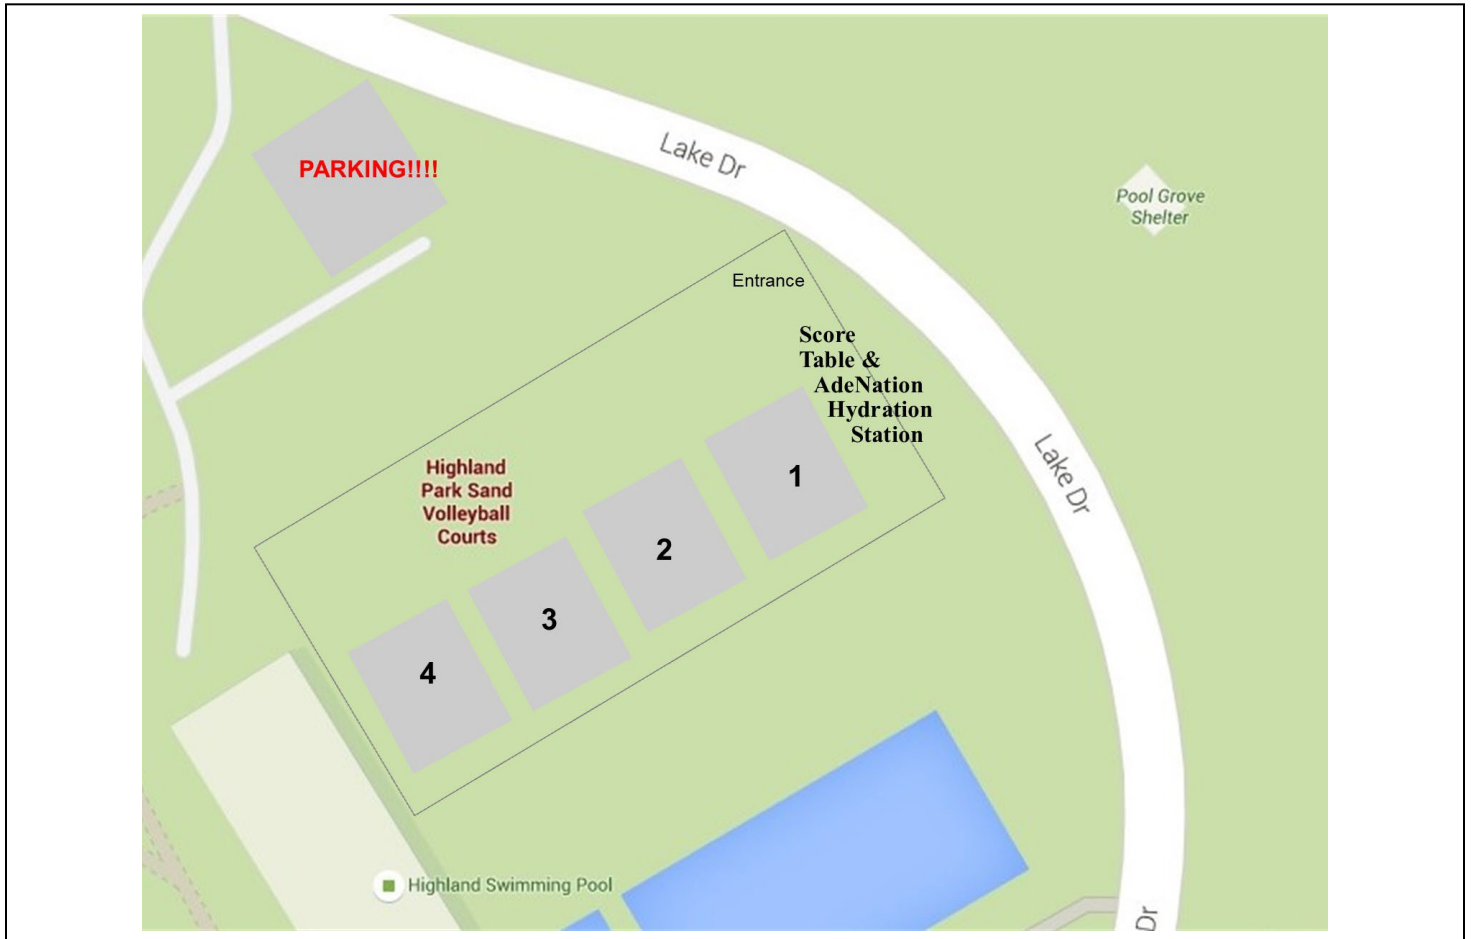 Lake Dr
PARKING!!!!
Pool Grove
Shelter
Entrance
Score
Table &
AdeNation
Hydration
Station
Lake Dr
Highland
Park Sand
Volleyball
Courts
1
2
3
4
Highland Swimming Pool
Dr